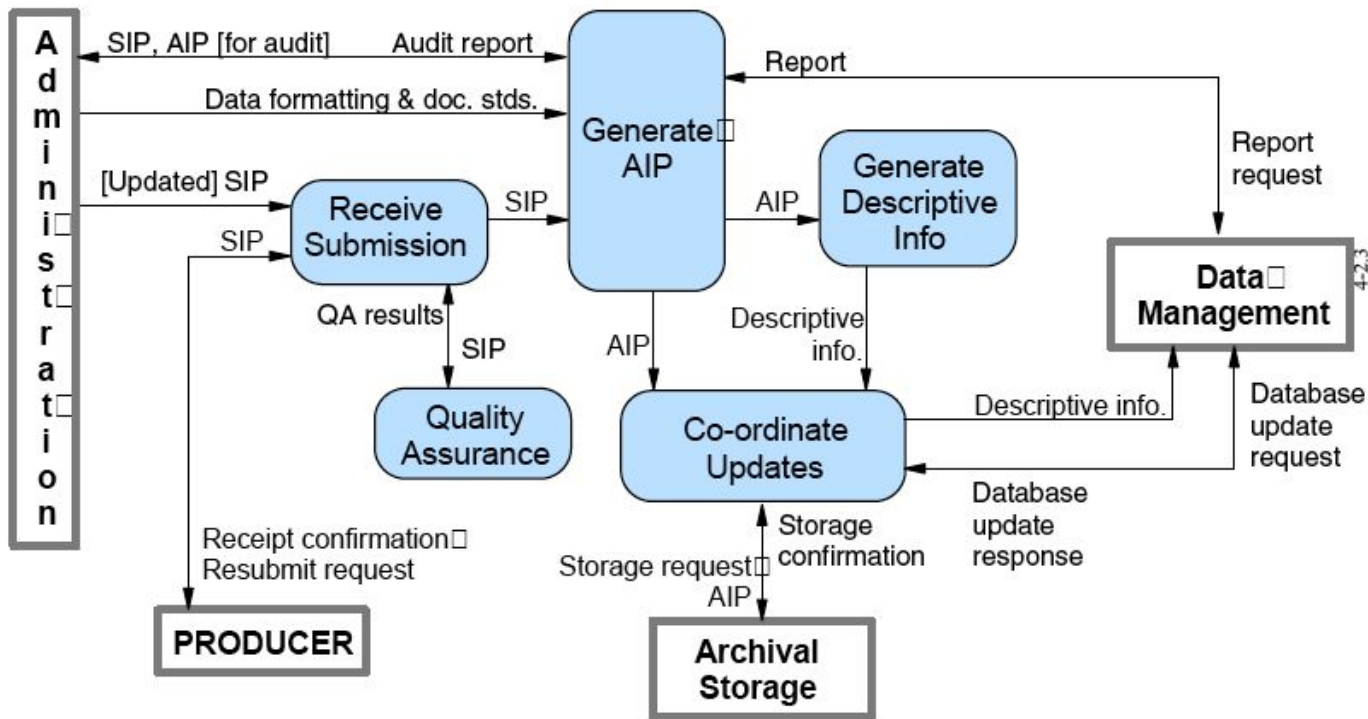 Administration
SIP, AIP [for audit]
Audit report
Data formatting & doc. stds.
[Updated] SIP
SIP
Receive
Submission
SIP
Generate
AIP
Report
AIP
Generate
Descriptive
Info
Report
request
Data
Management
4-2.3
QA results
SIP
Quality
Assurance
AIP
Descriptive
info.
Co-ordinate
Updates
Descriptive info.
Database
update
request
Database
update
response
Storage
confirmation
Storage request
AIP
Receipt confirmation
Resubmit request
PRODUCER
Archival
Storage